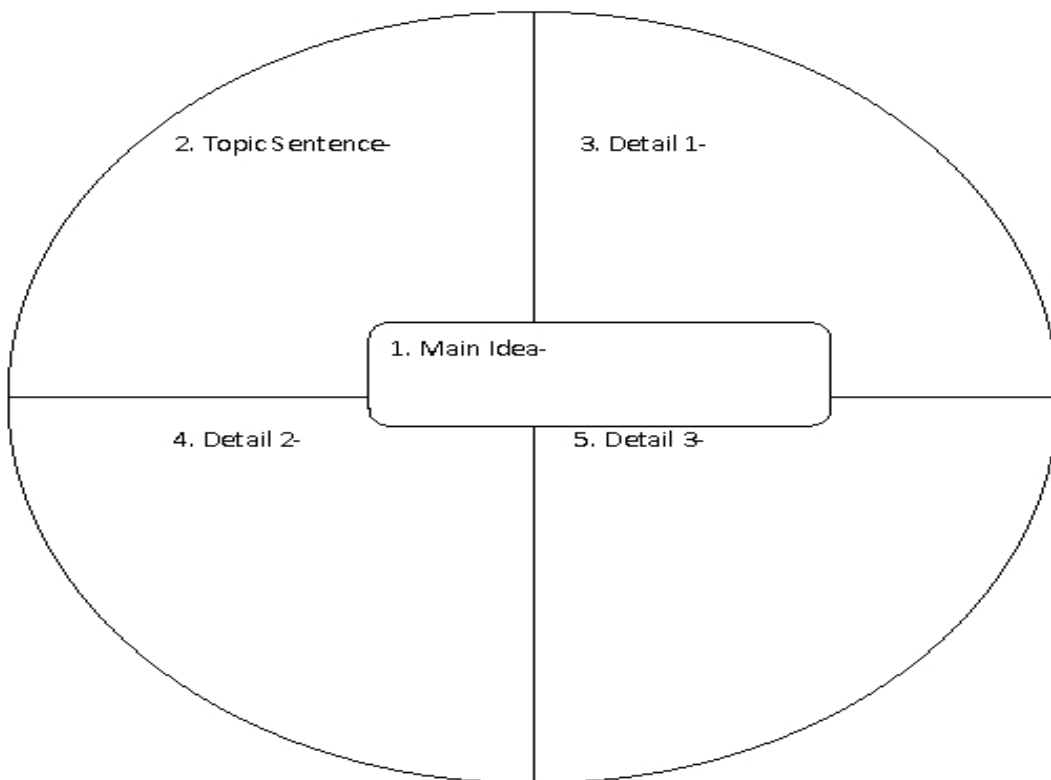 2. Topic Sentence-
3. Detail 1-
1. Main Idea-
4. Detail 2-
5. Detail 3-